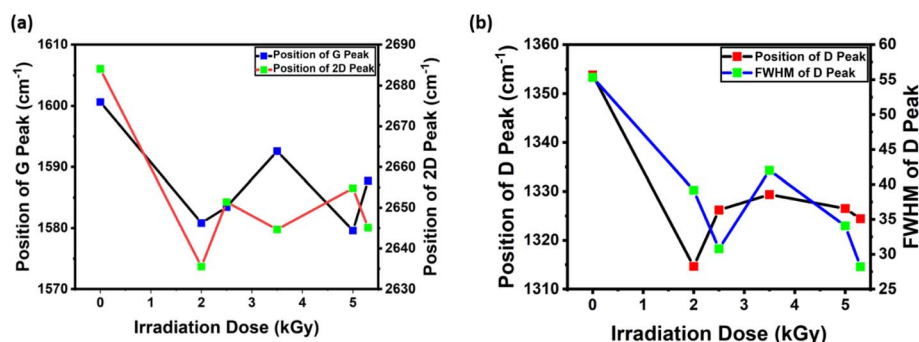 (a)
1610
1600
1590
1580
1570
Position of G Peak (cm⁻¹)
Position of G Peak
Position of 2D Peak
2690
2680
2670
2660
2650
2640
2630
Position of 2D Peak (cm⁻¹)
0 1 2 3 4 5
Irradiation Dose (kGy)
(b)
1360
1350
1340
1330
1320
1310
Position of D Peak (cm⁻¹)
Position of D Peak
FWHM of D Peak
60
55
50
45
40
35
30
25
FWHM of D Peak
0 1 2 3 4 5
Irradiation Dose (kGy)